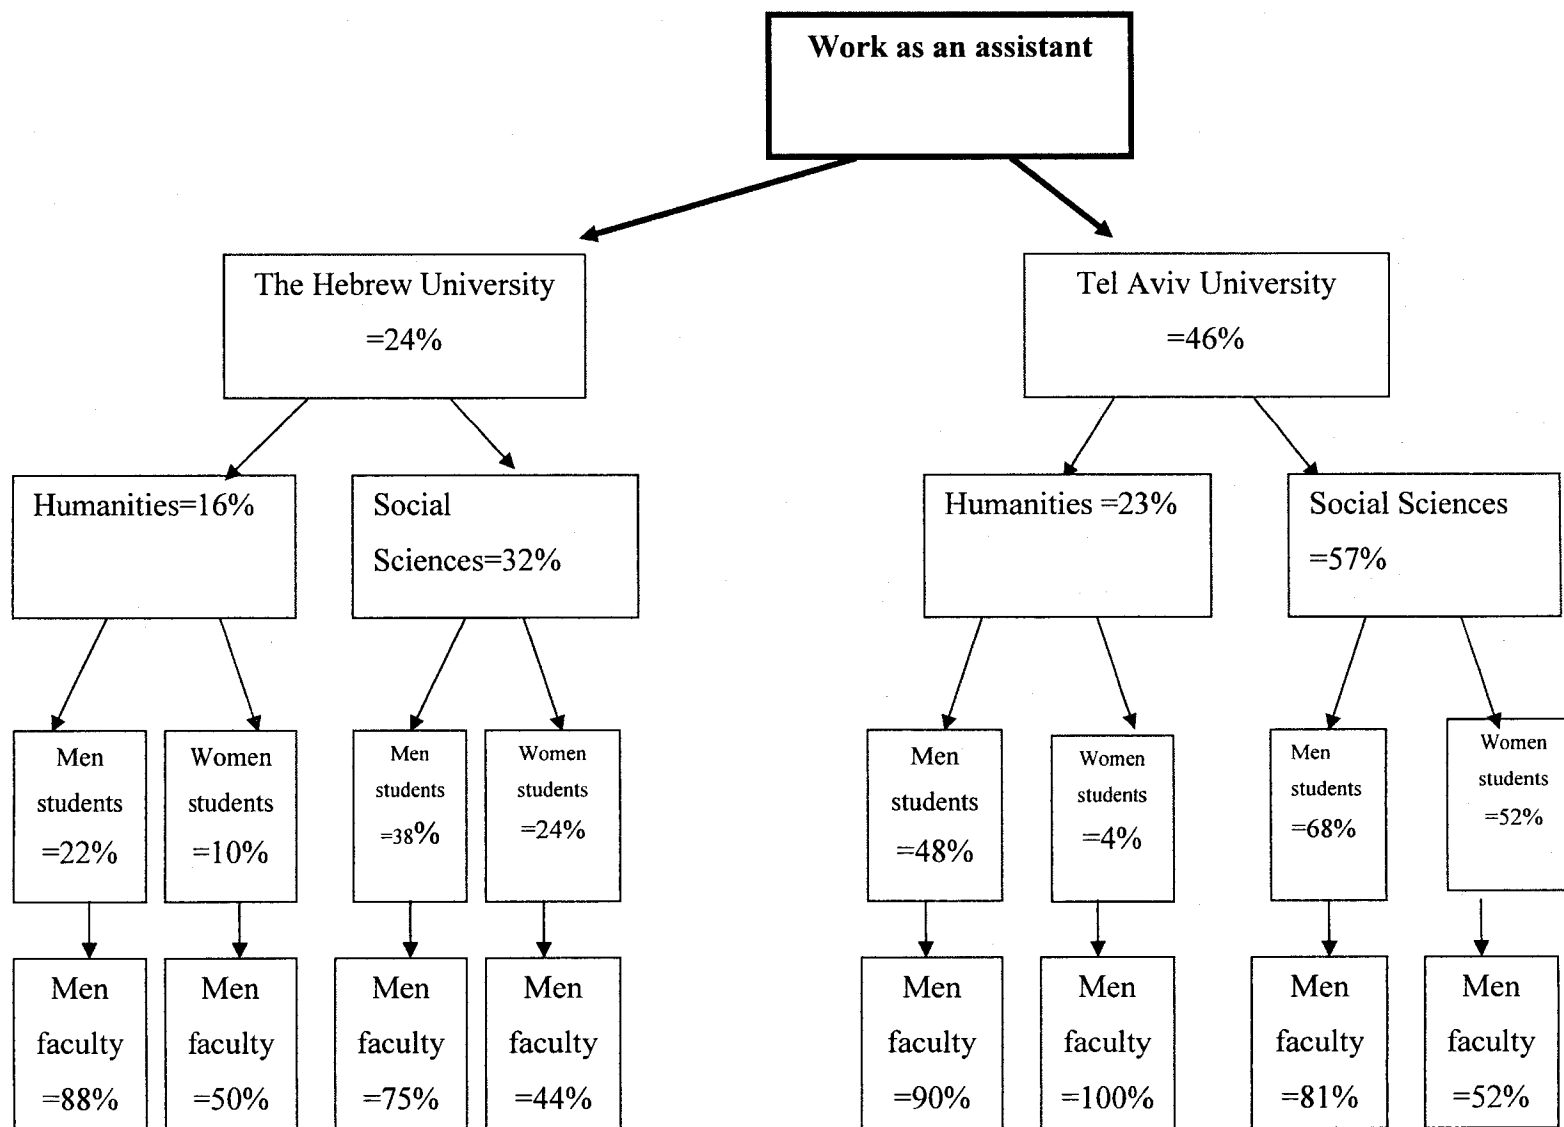 Work as an assistant
The Hebrew University
=24%
Tel Aviv University
=46%
Humanities=16%
Social
Sciences=32%
Humanities =23%
Social Sciences
=57%
Men
students
=22%
Women
students
=10%
Men
students
=38%
Women
students
=24%
Men
students
=48%
Women
students
=4%
Men
students
=68%
Women
students
=52%
Men
faculty
=88%
Men
faculty
=50%
Men
faculty
=75%
Men
faculty
=44%
Men
faculty
=90%
Men
faculty
=100%
Men
faculty
=81%
Men
faculty
=52%